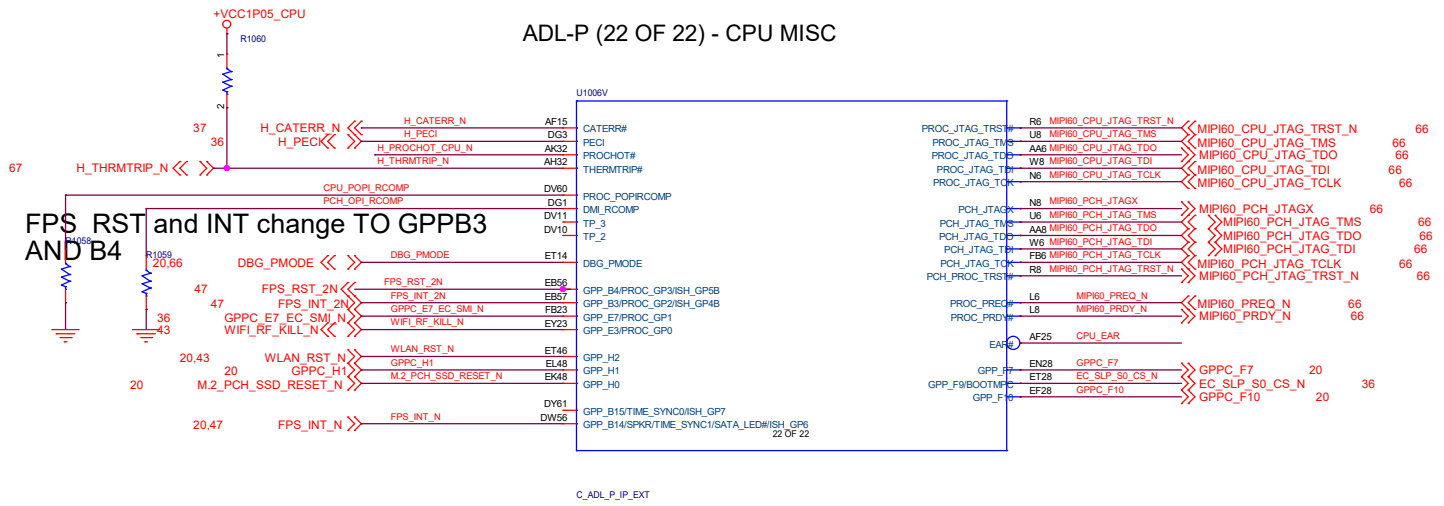 +VCC1P05_CPU
R1060
1
2
ADL-P (22 OF 22) - CPU MISC
U1006V
37 H_CATERR_N H_CATERR_N AF15 CATERR#
36 H_PECI H_PECI DG3 PECI
H_PROCHOT_CPU_N AK32 PROCHOT#
67 H_THRMTRIP_N H_THRMTRIP_N AH32 THERMTRIP#
CPU_POPI_RCOMP DV60 PROC_POPIRCOMP
PCH_OPI_RCOMP DG1 DMI_RCOMP
DV11 TP_3
DV10 TP_2
FPS RST and INT change TO GPPB3
AND B4
R1058
R1059
20,66 DBG_PMODE DBG_PMODE ET14 DBG_PMODE
47 FPS_RST_2N FPS_RST_2N EB56 GPP_B4/PROC_GP3/ISH_GP5B
47 FPS_INT_2N FPS_INT_2N EB57 GPP_B3/PROC_GP2/ISH_GP4B
36 GPPC_E7_EC_SMI_N GPPC_E7_EC_SMI_N FB23 GPP_E7/PROC_GP1
43 WIFI_RF_KILL_N WIFI_RF_KILL_N EY23 GPP_E3/PROC_GP0
20,43 WLAN_RST_N WLAN_RST_N ET46 GPP_H2
20 GPPC_H1 GPPC_H1 EL48 GPP_H1
20 M.2_PCH_SSD_RESET_N M.2_PCH_SSD_RESET_N EK48 GPP_H0
DY61 GPP_B15/TIME_SYNC0/ISH_GP7
20,47 FPS_INT_N FPS_INT_N DW56 GPP_B14/SPKR/TIME_SYNC1/SATA_LED#/ISH_GP6
22 OF 22
PROC_JTAG_TRST# R6 MIPI60_CPU_JTAG_TRST_N MIPI60_CPU_JTAG_TRST_N 66
PROC_JTAG_TMS U8 MIPI60_CPU_JTAG_TMS MIPI60_CPU_JTAG_TMS 66
PROC_JTAG_TDO AA6 MIPI60_CPU_JTAG_TDO MIPI60_CPU_JTAG_TDO 66
PROC_JTAG_TDI W8 MIPI60_CPU_JTAG_TDI MIPI60_CPU_JTAG_TDI 66
PROC_JTAG_TCK N6 MIPI60_CPU_JTAG_TCLK MIPI60_CPU_JTAG_TCLK 66
PCH_JTAGX N8 MIPI60_PCH_JTAGX MIPI60_PCH_JTAGX 66
PCH_JTAG_TMS U6 MIPI60_PCH_JTAG_TMS MIPI60_PCH_JTAG_TMS 66
PCH_JTAG_TDO AA8 MIPI60_PCH_JTAG_TDO MIPI60_PCH_JTAG_TDO 66
PCH_JTAG_TDI W6 MIPI60_PCH_JTAG_TDI MIPI60_PCH_JTAG_TDI 66
PCH_JTAG_TCK FB6 MIPI60_PCH_JTAG_TCLK MIPI60_PCH_JTAG_TCLK 66
PCH_PROC_TRST# R8 MIPI60_PCH_JTAG_TRST_N MIPI60_PCH_JTAG_TRST_N 66
PROC_PREQ# L6 MIPI60_PREQ_N MIPI60_PREQ_N 66
PROC_PRDY# L8 MIPI60_PRDY_N MIPI60_PRDY_N 66
EAR# AF25 CPU_EAR
GPP_F7 EN28 GPPC_F7 GPPC_F7 20
GPP_F9/BOOTMPC ET28 EC_SLP_S0_CS_N EC_SLP_S0_CS_N 36
GPP_F10 EF28 GPPC_F10 GPPC_F10 20
C_ADL_P_IP_EXT